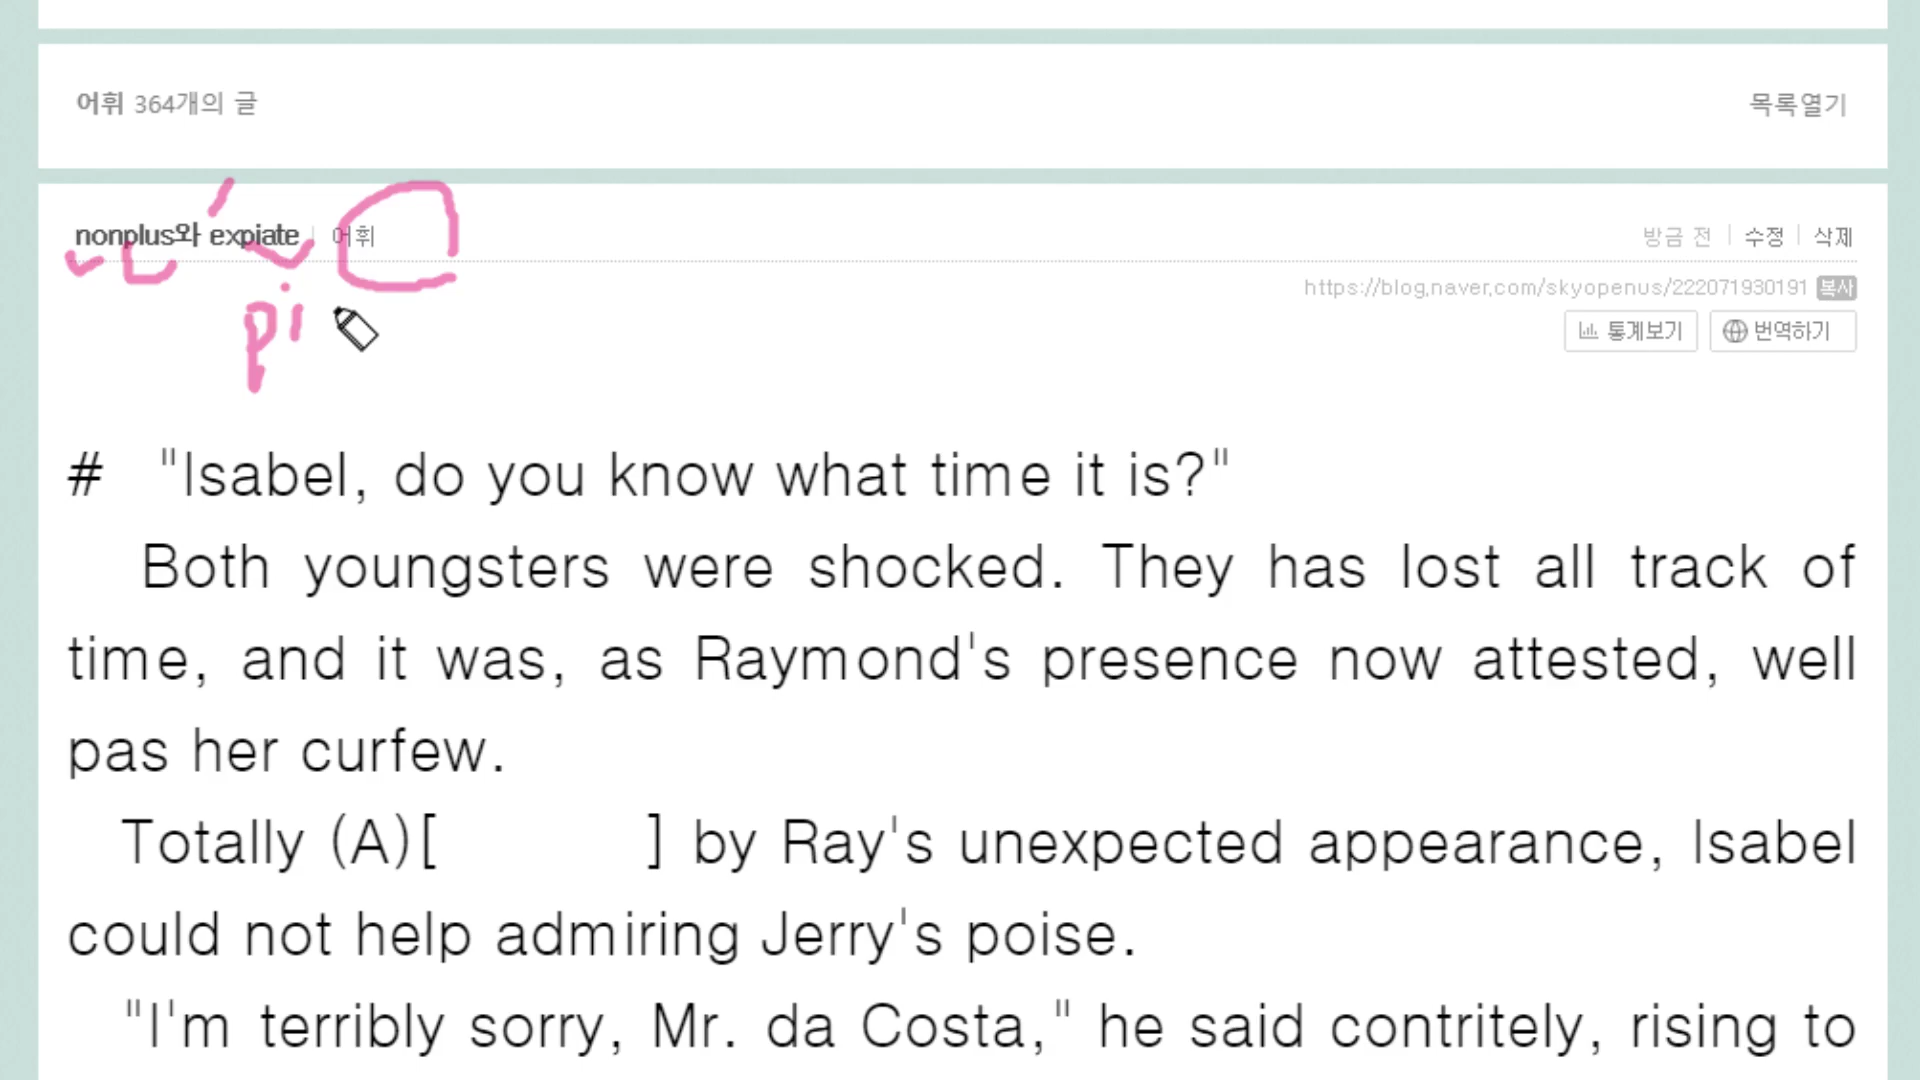 어휘 364개의 글
목록열기
nonplus와 expiate | 어휘
방금 전 | 수정 | 삭제
pi
https://blog.naver.com/skyopenus/222071930191 복사
통계보기 번역하기
# "Isabel, do you know what time it is?"
Both youngsters were shocked. They has lost all track of
time, and it was, as Raymond's presence now attested, well
pas her curfew.
Totally (A)[ ] by Ray's unexpected appearance, Isabel
could not help admiring Jerry's poise.
"I'm terribly sorry, Mr. da Costa," he said contritely, rising to